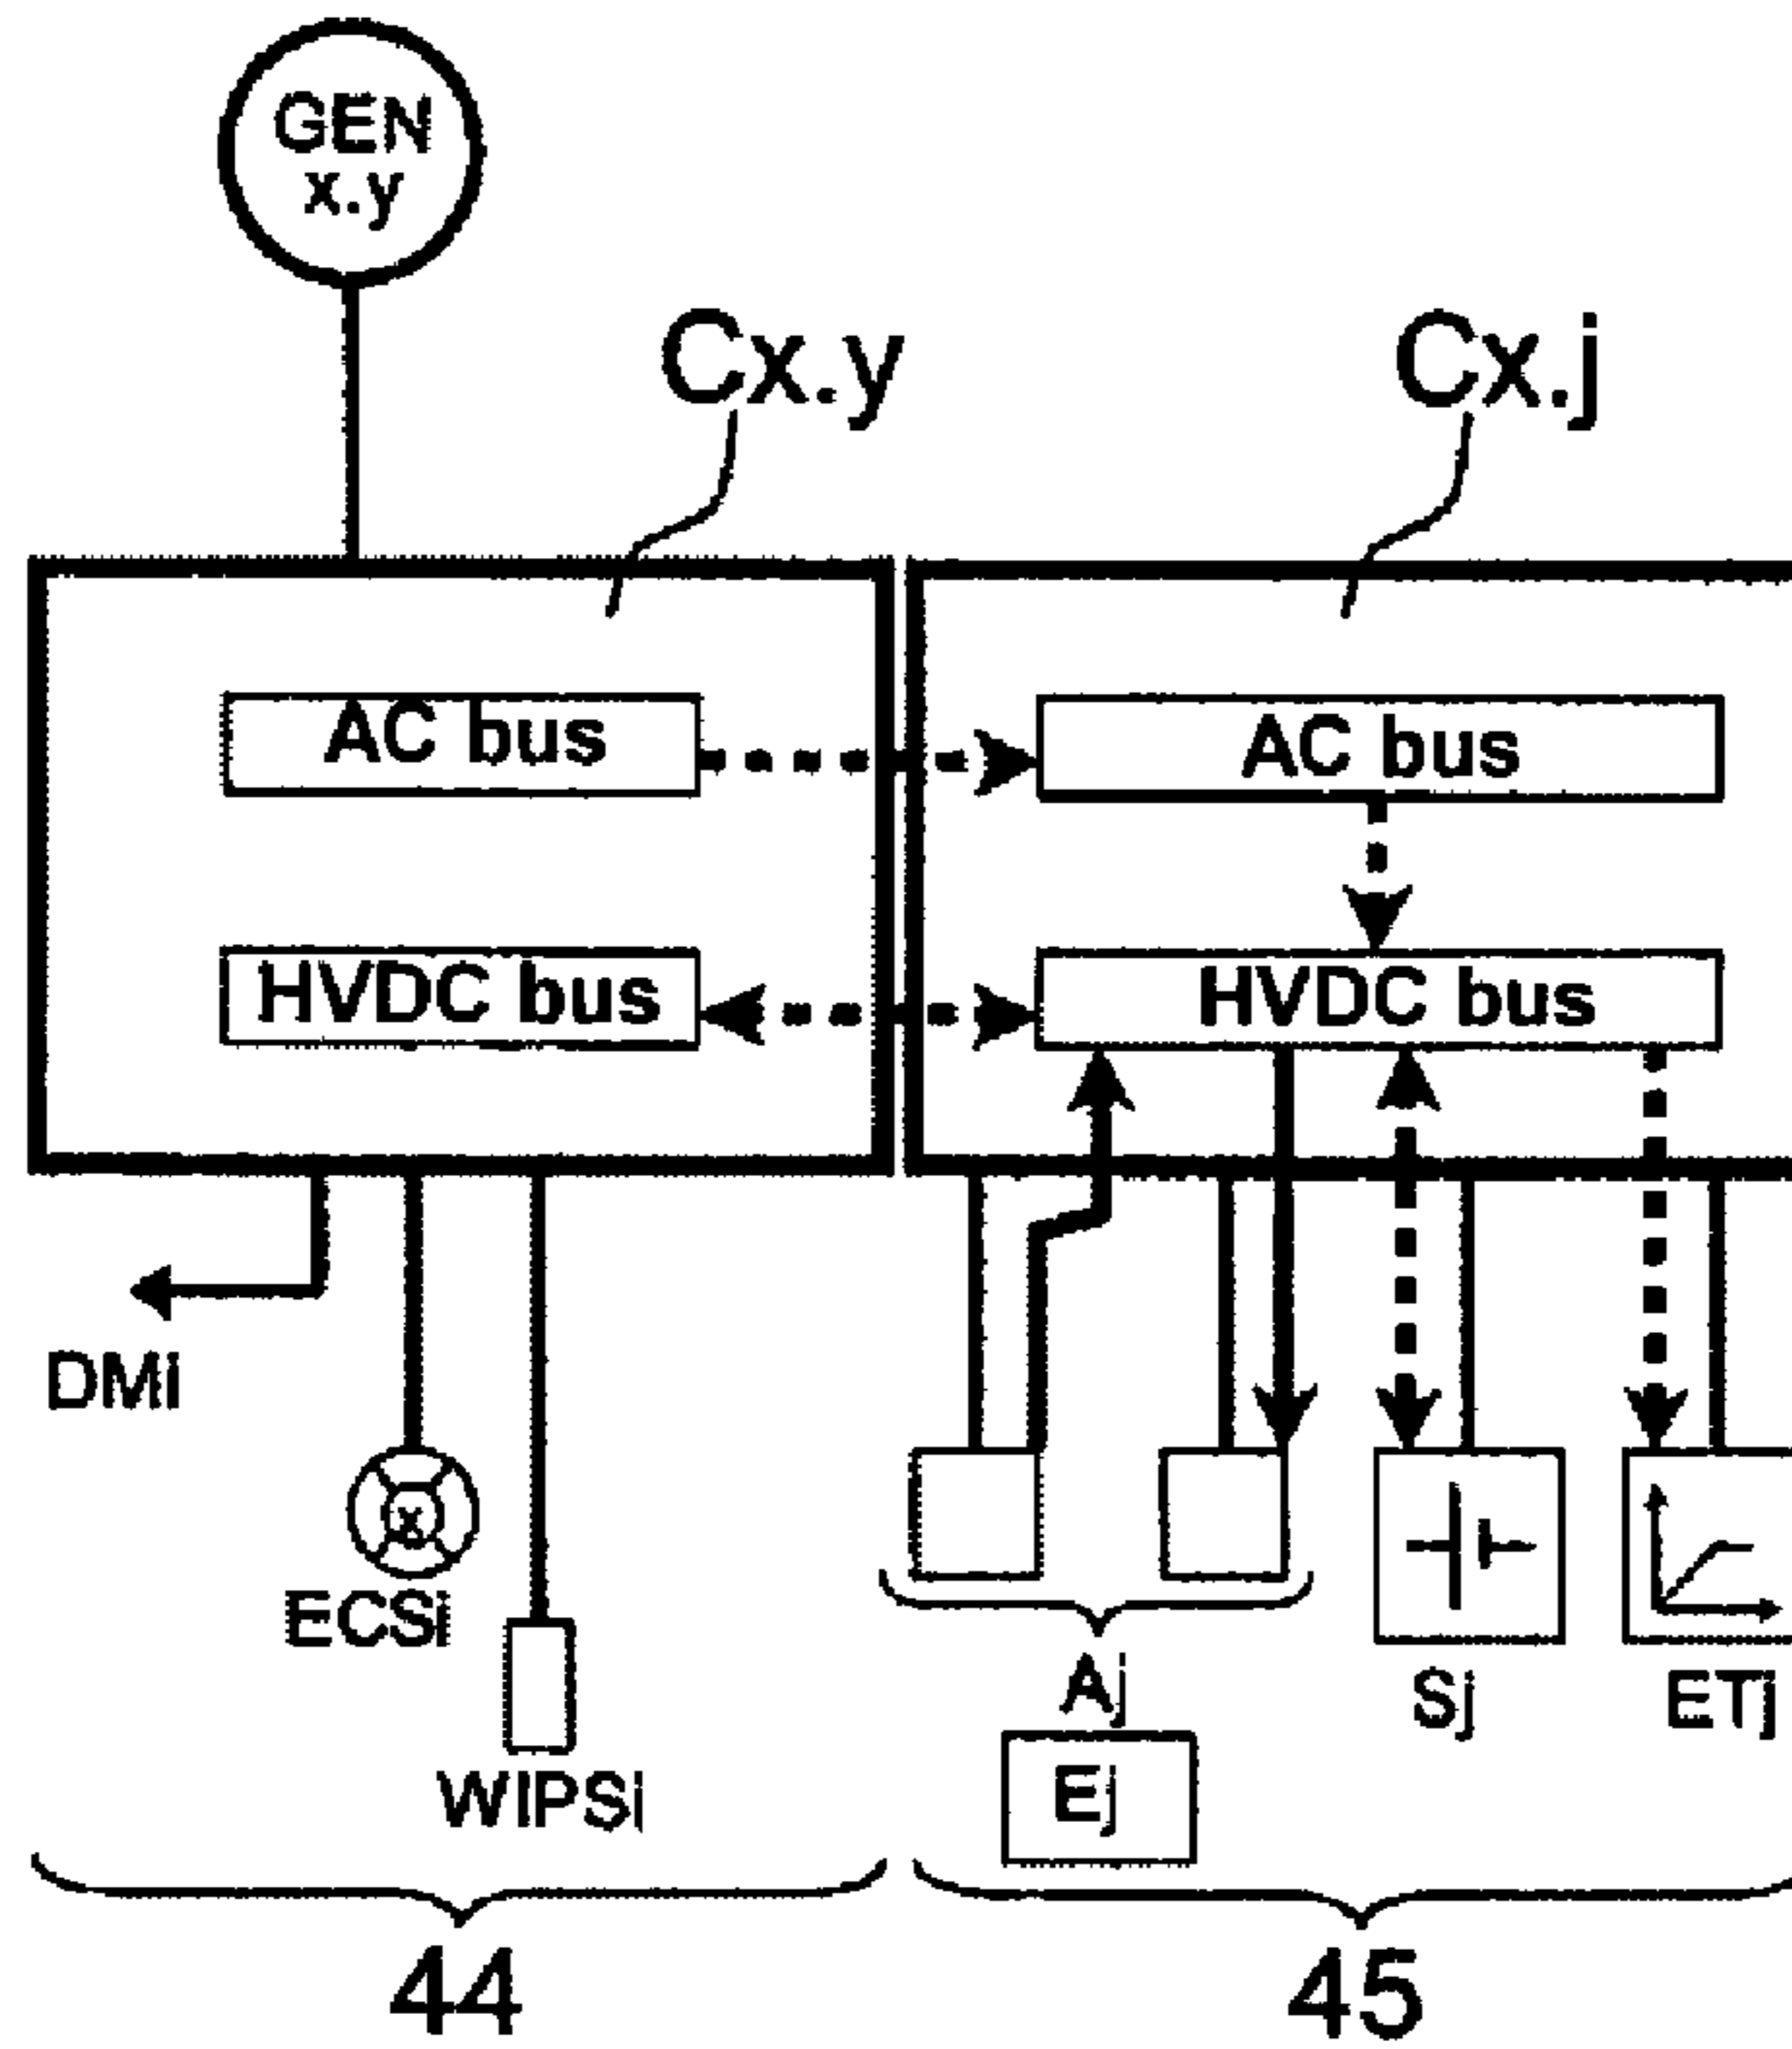 GEN
x.y
Cx.y
Cx.j
AC bus
AC bus
HVDC bus
HVDC bus
DMi
x
ECSi
WIPSi
Aj
Ej
Sj
ETj
44
45